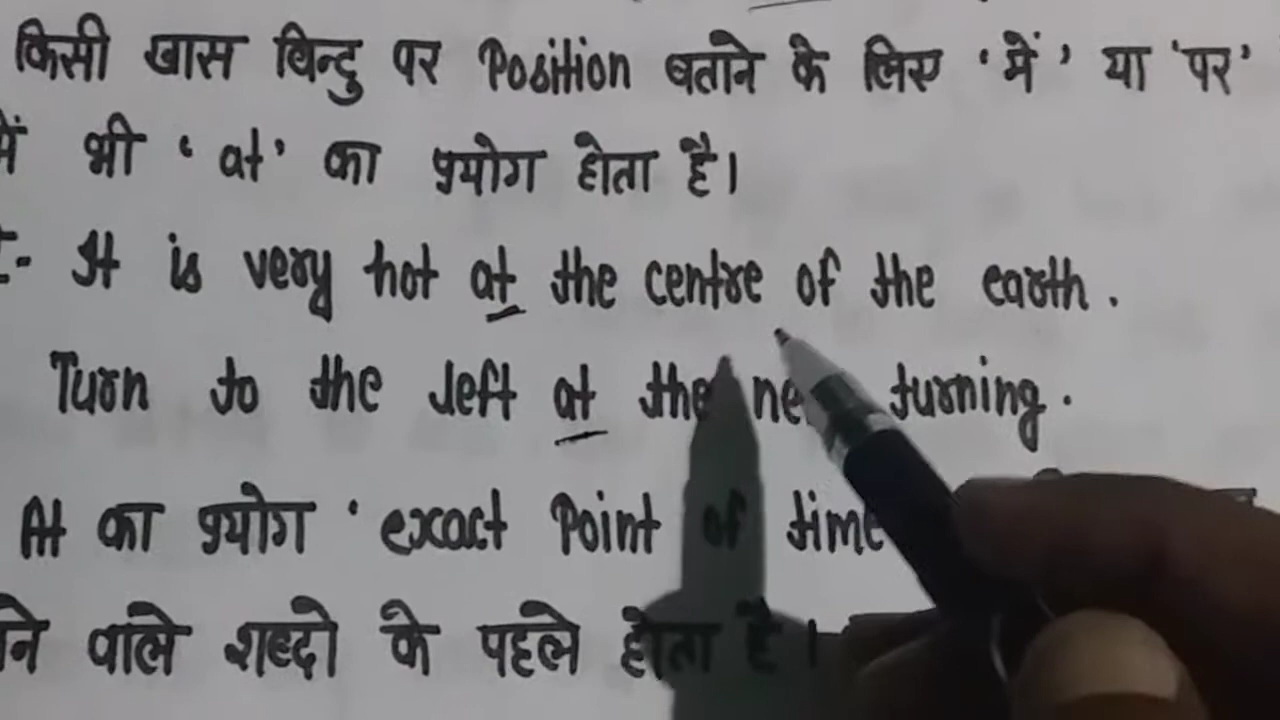 किसी खास बिन्दु पर Position बताने के लिए 'में' या 'पर'
में भी 'at' का प्रयोग होता है।
It is very hot at the centre of the earth.
Turn to the left at the turning.
At का प्रयोग 'exact Point of time
ने वाले शब्दो के पहले होता है।